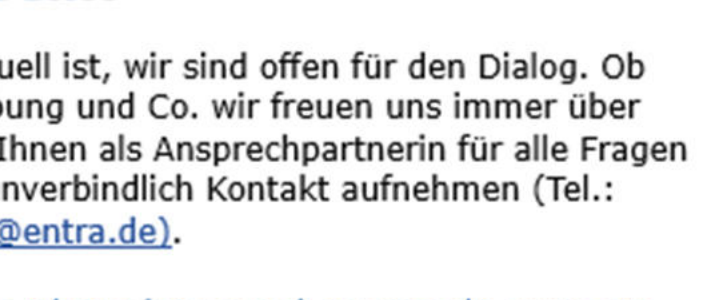 uell ist, wir sind offen für den Dialog. Ob
bung und Co. wir freuen uns immer über
Ihnen als Ansprechpartnerin für alle Fragen
nverbindlich Kontakt aufnehmen (Tel.:
@entra.de).